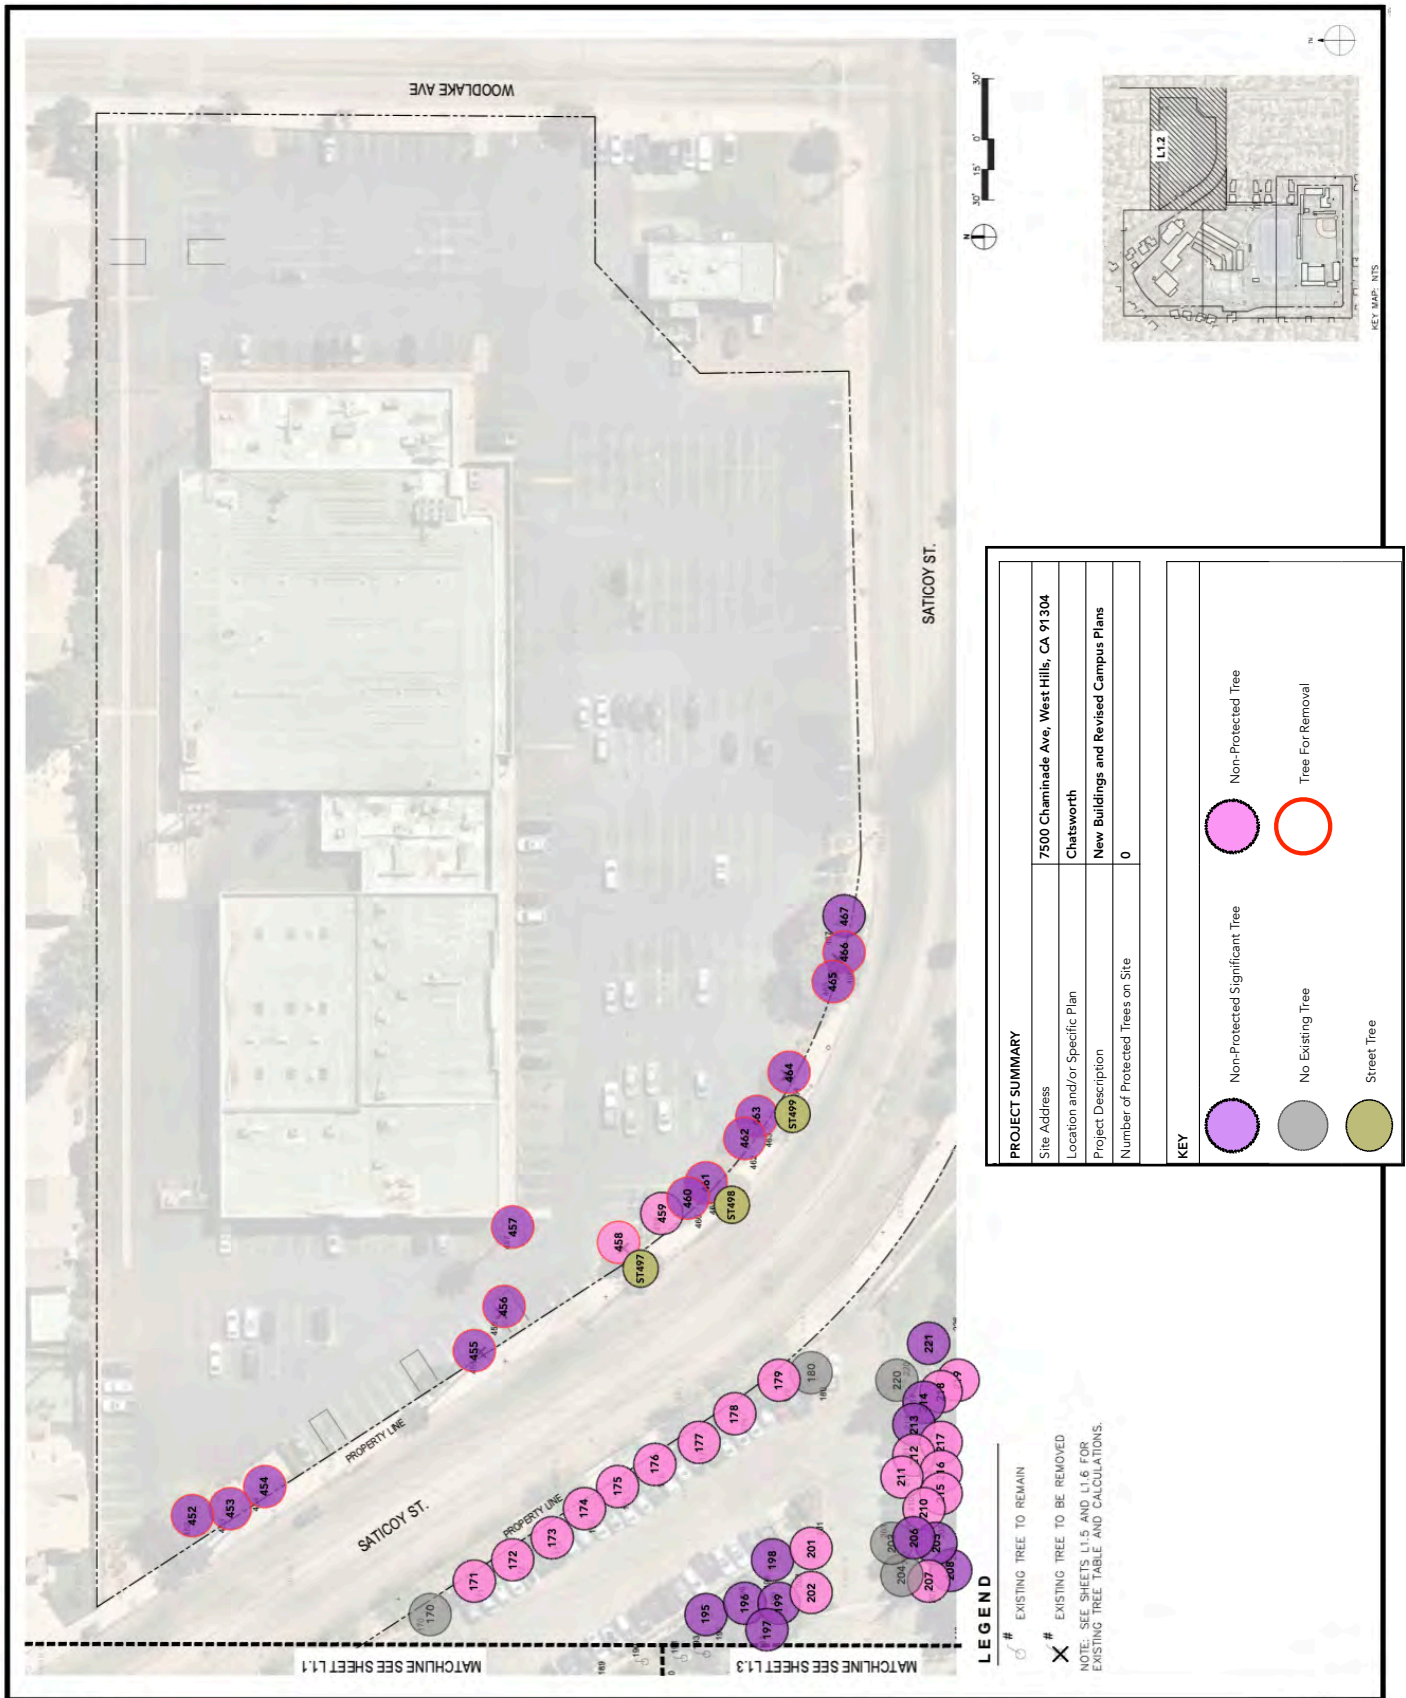 WOODLAKE AVE
30' 15' 0' 30'
N
L1.2
KEY MAP: NTS
SATICOY ST.
PROPERTY LINE
SATICOY ST.
PROPERTY LINE
MATCHLINE SEE SHEET L1.1
MATCHLINE SEE SHEET L1.3
452
453
454
455
456
457
458
459
460
462
464
465
466
467
ST497
ST498
ST499
170
171
172
173
174
175
176
177
178
179
180
195
196
197
198
199
201
202
204
206
207
210
211
213
217
220
221
LEGEND
# EXISTING TREE TO REMAIN
# EXISTING TREE TO BE REMOVED
NOTE: SEE SHEETS L1.5 AND L1.6 FOR
EXISTING TREE TABLE AND CALCULATIONS.
PROJECT SUMMARY
Site Address 7500 Chaminade Ave, West Hills, CA 91304
Location and/or Specific Plan Chatsworth
Project Description New Buildings and Revised Campus Plans
Number of Protected Trees on Site 0
KEY
Non-Protected Significant Tree Non-Protected Tree
No Existing Tree Tree For Removal
Street Tree